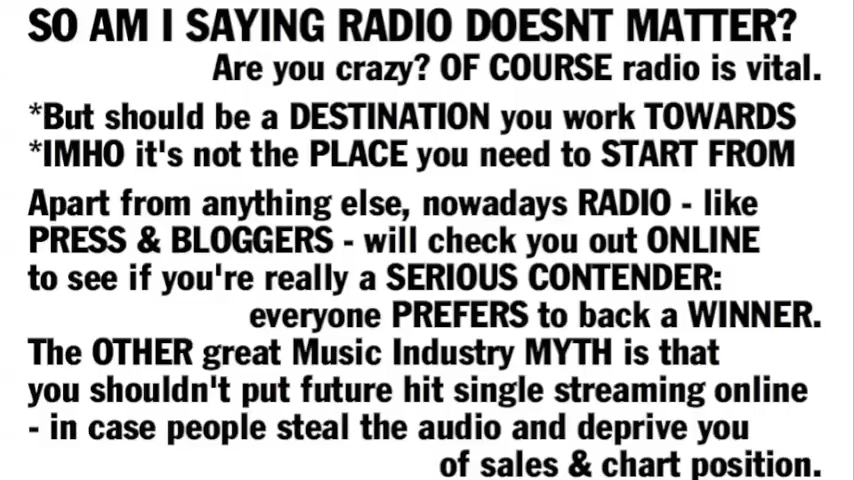 SO AM I SAYING RADIO DOESNT MATTER?
Are you crazy? OF COURSE radio is vital.
*But should be a DESTINATION you work TOWARDS
*IMHO it's not the PLACE you need to START FROM
Apart from anything else, nowadays RADIO - like
PRESS & BLOGGERS - will check you out ONLINE
to see if you're really a SERIOUS CONTENDER:
everyone PREFERS to back a WINNER.
The OTHER great Music Industry MYTH is that
you shouldn't put future hit single streaming online
- in case people steal the audio and deprive you
of sales & chart position.